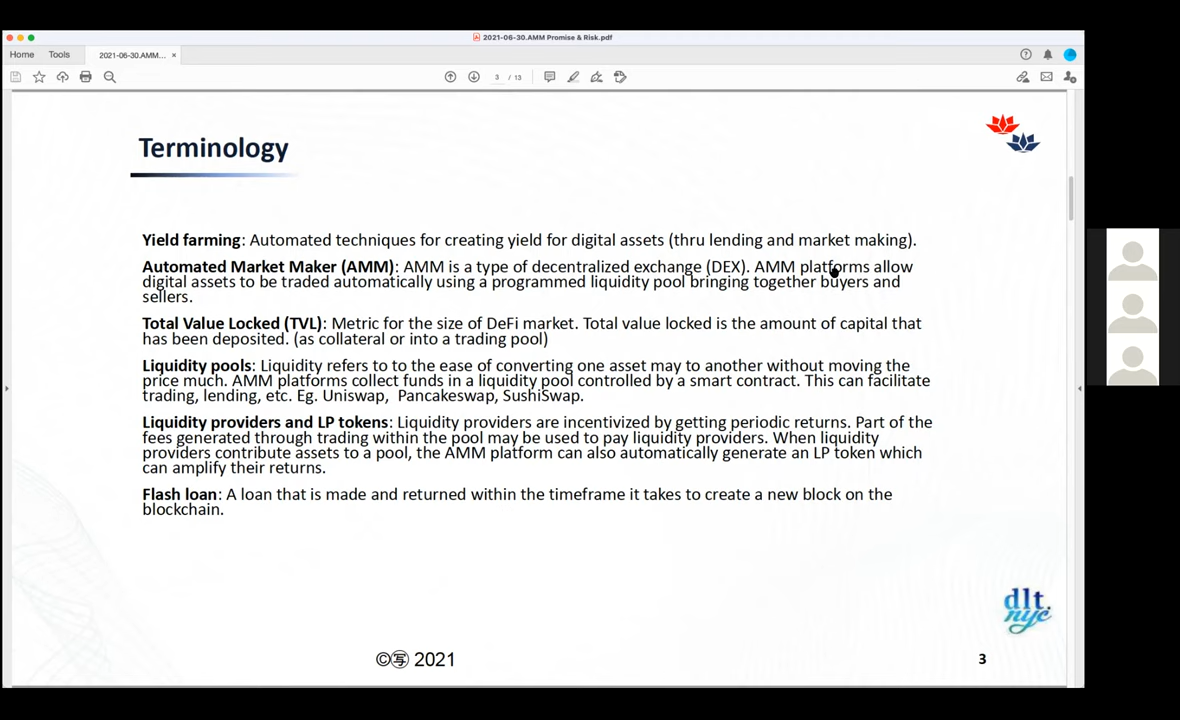 2021-06-30.AMM Promise & Risk.pdf
Home Tools 2021-06-30.AMM... ×
3 / 13
Terminology
Yield farming: Automated techniques for creating yield for digital assets (thru lending and market making).
Automated Market Maker (AMM): AMM is a type of decentralized exchange (DEX). AMM platforms allow
digital assets to be traded automatically using a programmed liquidity pool bringing together buyers and
sellers.
Total Value Locked (TVL): Metric for the size of DeFi market. Total value locked is the amount of capital that
has been deposited. (as collateral or into a trading pool)
Liquidity pools: Liquidity refers to to the ease of converting one asset may to another without moving the
price much. AMM platforms collect funds in a liquidity pool controlled by a smart contract. This can facilitate
trading, lending, etc. Eg. Uniswap, Pancakeswap, SushiSwap.
Liquidity providers and LP tokens: Liquidity providers are incentivized by getting periodic returns. Part of the
fees generated through trading within the pool may be used to pay liquidity providers. When liquidity
providers contribute assets to a pool, the AMM platform can also automatically generate an LP token which
can amplify their returns.
Flash loan: A loan that is made and returned within the timeframe it takes to create a new block on the
blockchain.
dlt.
nyc
©㢠 2021
3